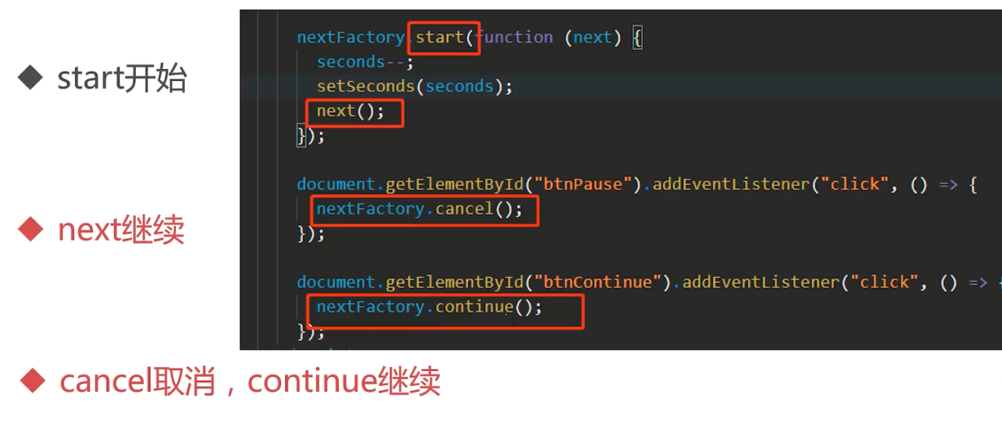 start开始
nextFactory.start(function (next) {
seconds--;
setSeconds(seconds);
next();
});
document.getElementById("btnPause").addEventListener("click", () => {
nextFactory.cancel();
});
next继续
document.getElementById("btnContinue").addEventListener("click", () => {
nextFactory.continue();
});
cancel取消，continue继续